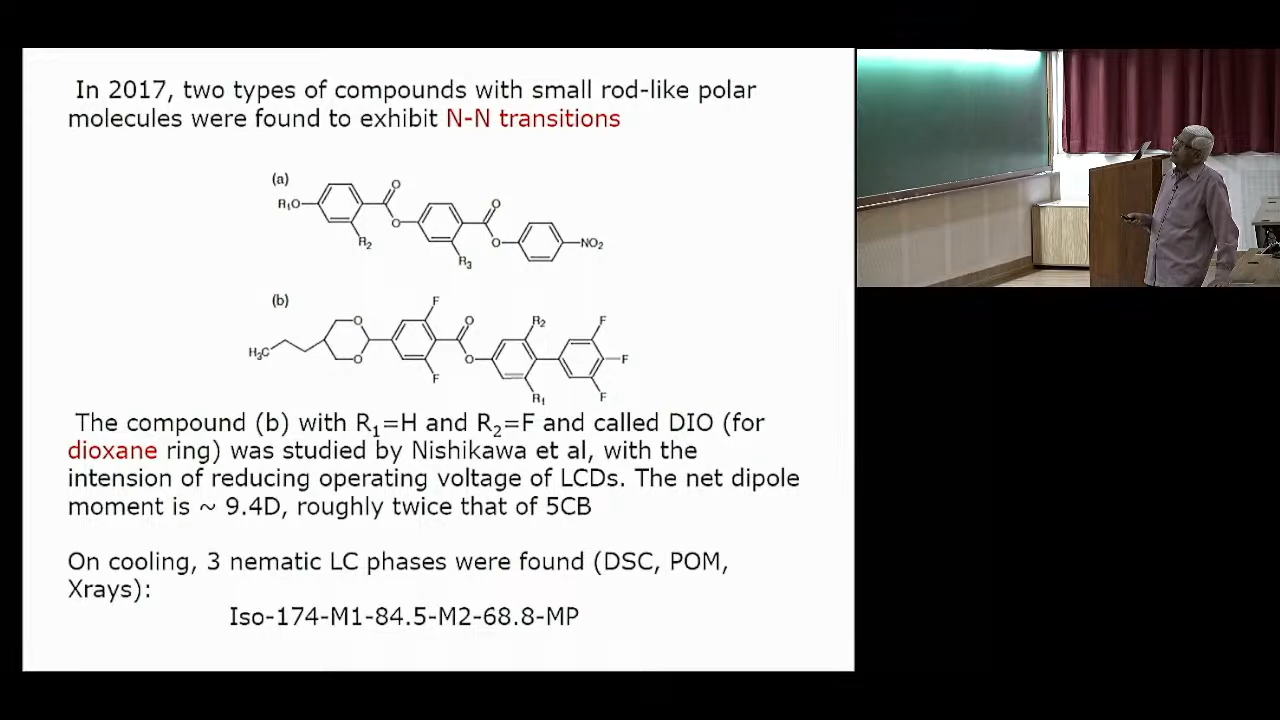 In 2017, two types of compounds with small rod-like polar
molecules were found to exhibit N-N transitions
(a)
R₁O
O
O
R₂
O
O
R₃
NO₂
(b)
H₃C
O
O
F
F
O
O
R₂
R₁
F
F
F
The compound (b) with R₁=H and R₂=F and called DIO (for
dioxane ring) was studied by Nishikawa et al, with the
intension of reducing operating voltage of LCDs. The net dipole
moment is ~ 9.4D, roughly twice that of 5CB
On cooling, 3 nematic LC phases were found (DSC, POM,
Xrays):
Iso-174-M1-84.5-M2-68.8-MP